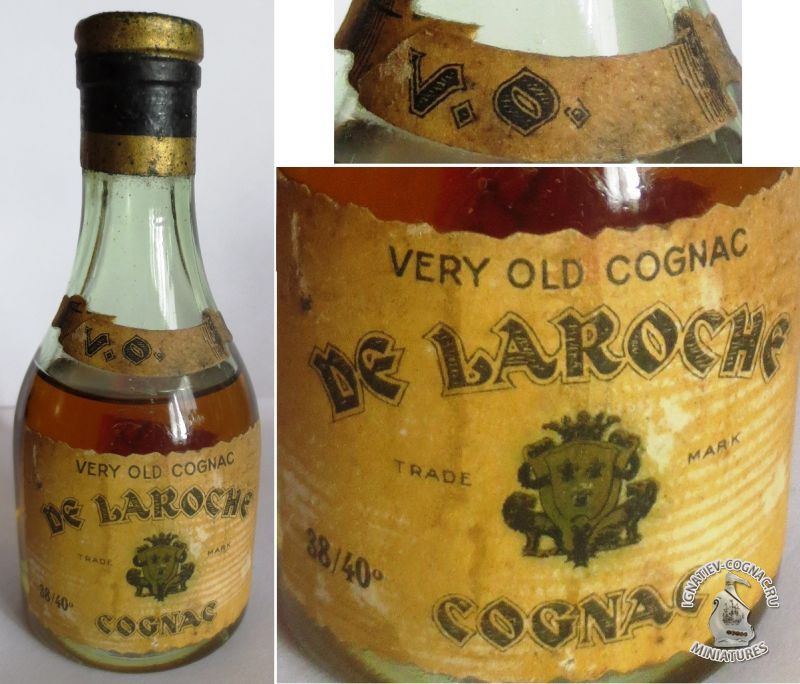 V.O.
VERY OLD COGNAC
DE LAROCHE
TRADE MARK
38/40°
COGNAC
V.O.
VERY OLD COGNAC
DE LAROCHE
TRADE MARK
COGNAC
IGNATIEV-COGNAC.RU
MINIATURES